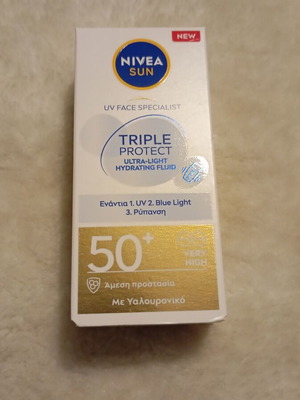 NEW
NIVEA
SUN
UV FACE SPECIALIST
TRIPLE
PROTECT
ULTRA-LIGHT
HYDRATING FLUID
Ενάντια 1. UV 2. Blue Light
3. Ρύπανση
50+
VERY
HIGH
Άμεση προστασία
Με Υαλουρονικό